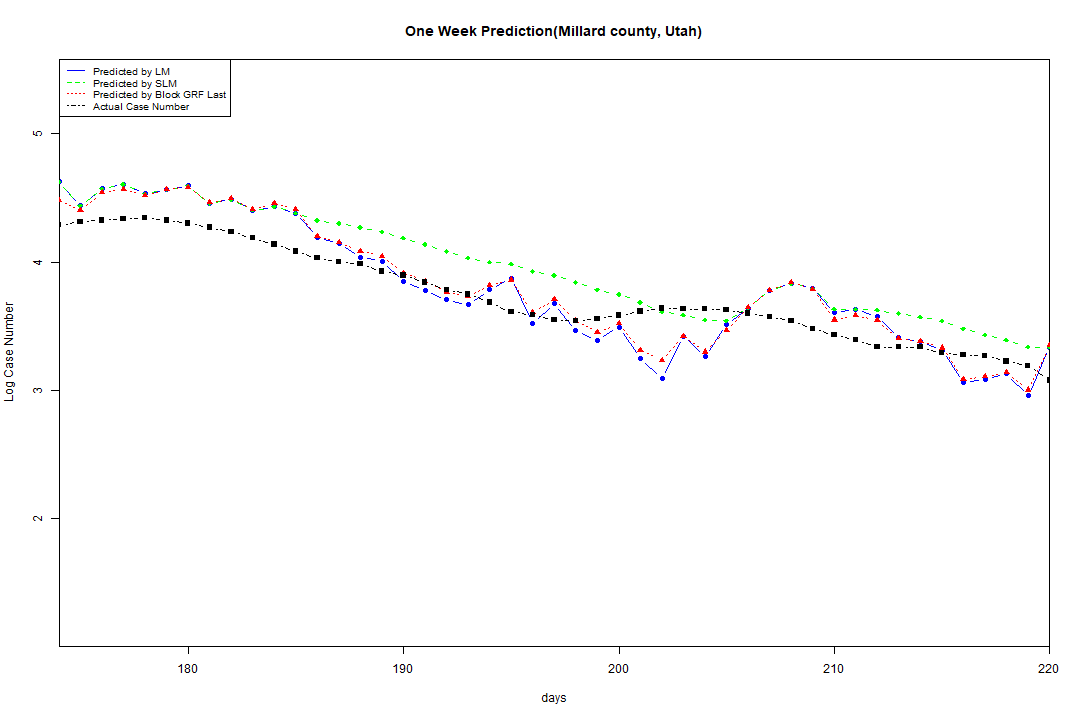 One Week Prediction(Millard county, Utah)
Predicted by LM
Predicted by SLM
Predicted by Block GRF Last
Actual Case Number
5
4
3
2
Log Case Number
180 190 200 210 220
days